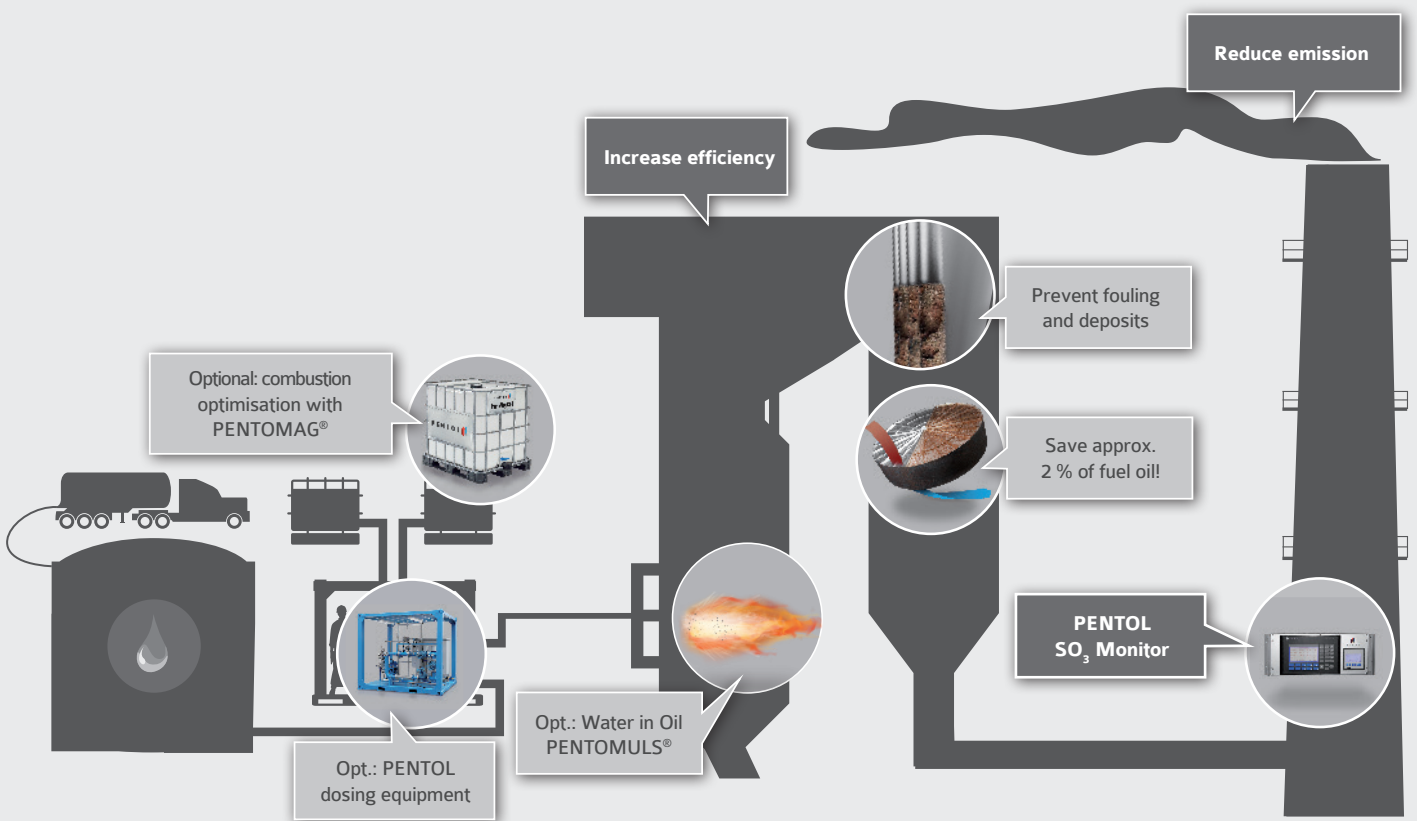 Reduce emission
Increase efficiency
Prevent fouling
and deposits
Optional: combustion
optimisation with
PENTOMAG®
PENTOL
Save approx.
2 % of fuel oil!
PENTOL
SO₃ Monitor
Opt.: Water in Oil
PENTOMULS®
Opt.: PENTOL
dosing equipment